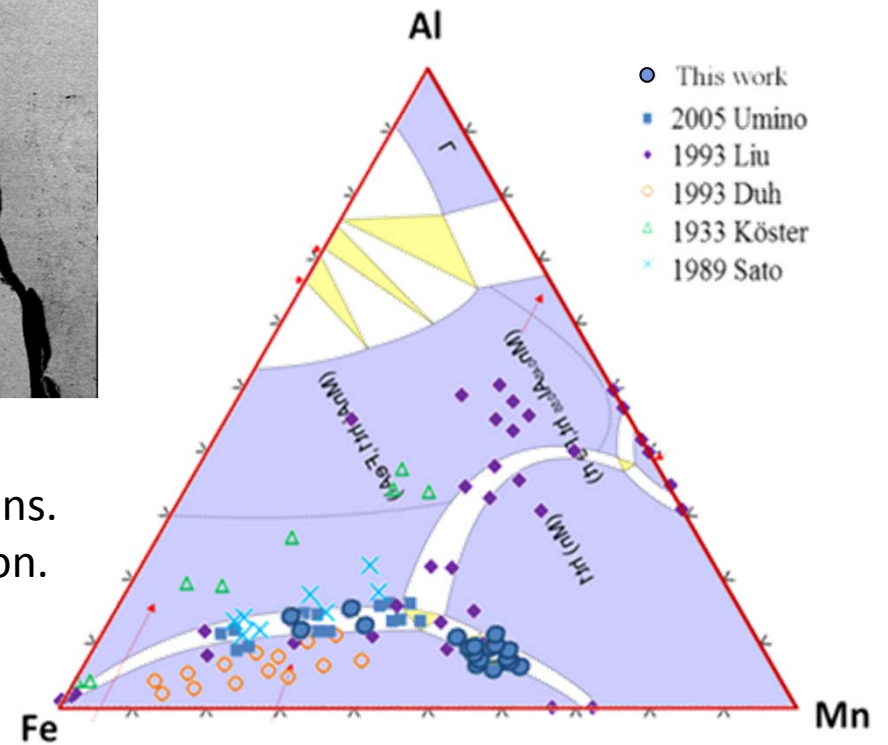 Al
This work
2005 Umino
1993 Liu
1993 Duh
1933 Köster
1989 Sato
ns.
on.
Fe
Mn